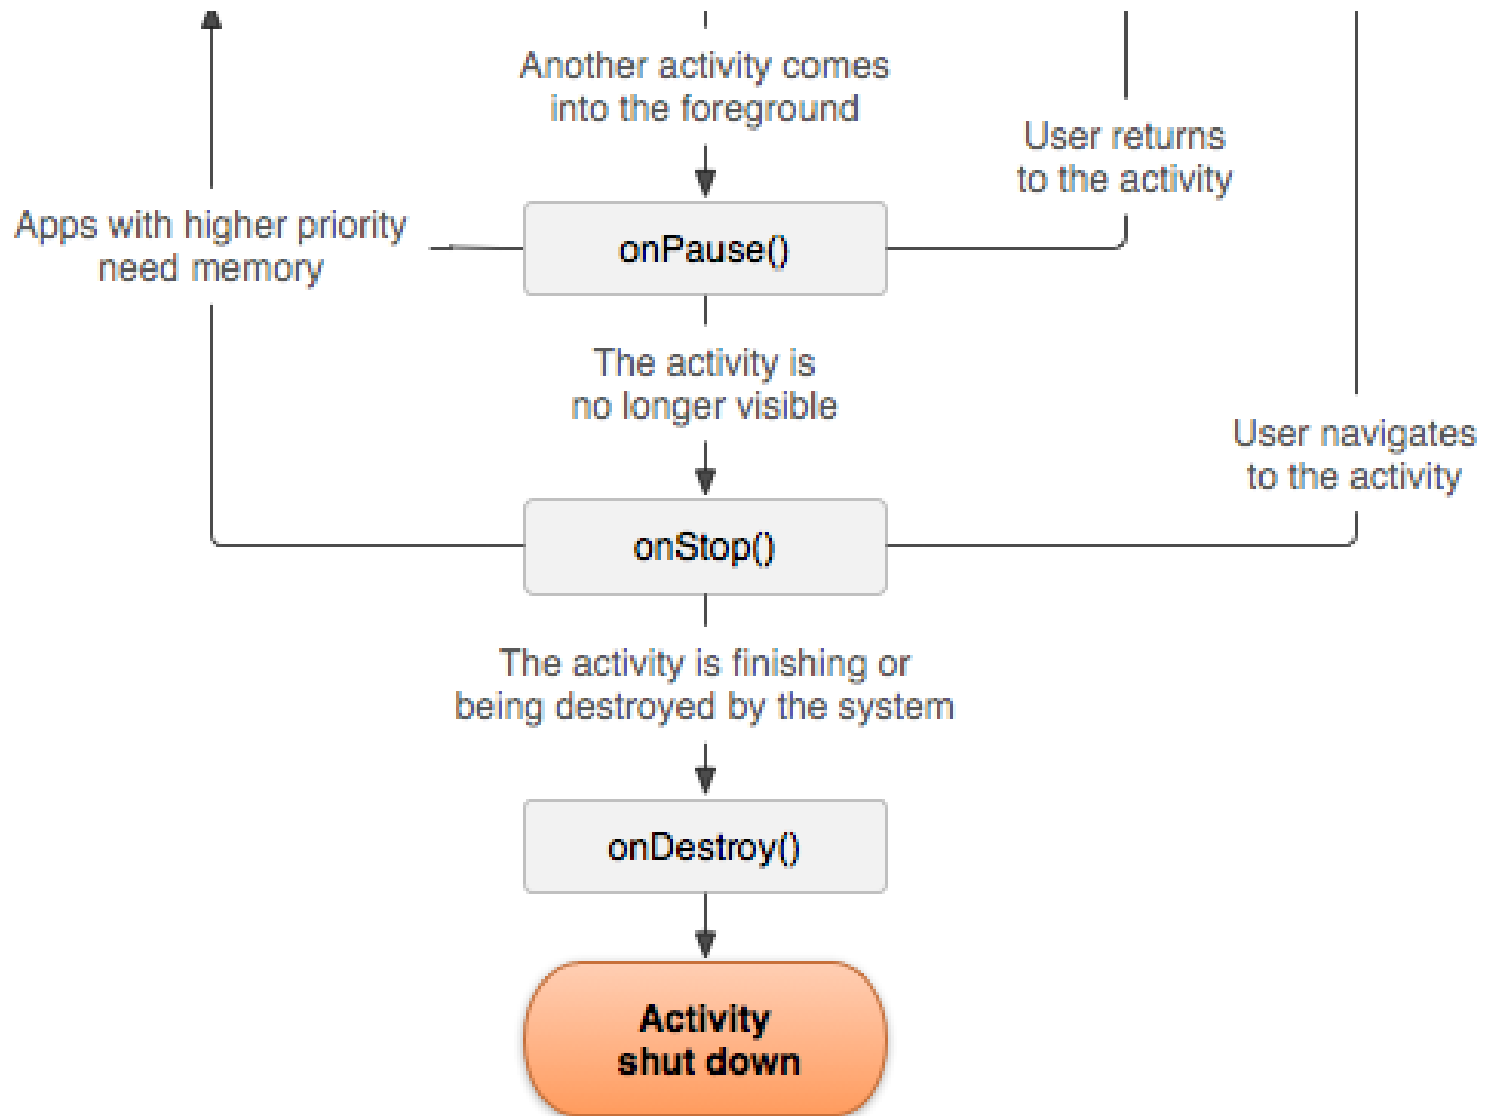 Another activity comes
into the foreground
User returns
to the activity
Apps with higher priority
need memory
onPause()
The activity is
no longer visible
User navigates
to the activity
onStop()
The activity is finishing or
being destroyed by the system
onDestroy()
Activity
shut down